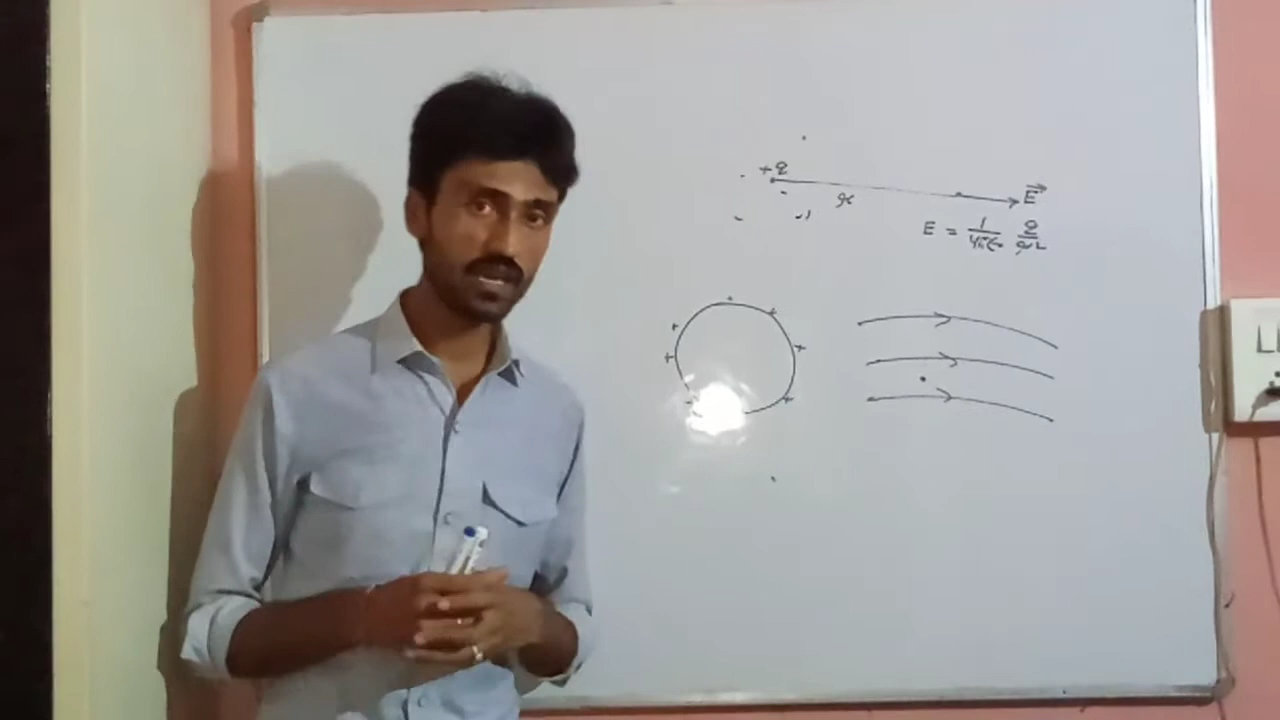 +q
r
E⃗
E = 1/4πε₀ q/r²
+ + + + + + -